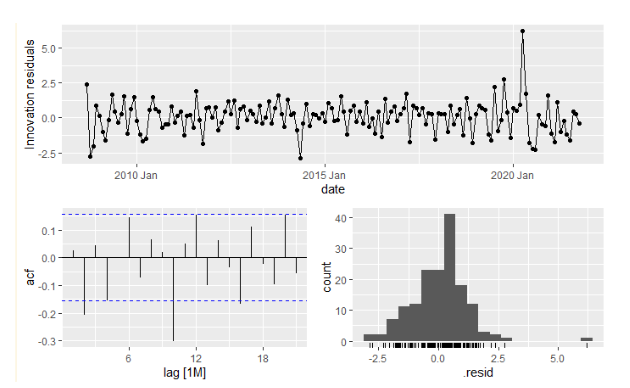 Innovation residuals
5.0
2.5
0.0
-2.5
2010 Jan
2015 Jan
2020 Jan
date
acf
0.1
0.0
-0.1
-0.2
-0.3
6
12
18
lag [1M]
count
40
30
20
10
0
-2.5
0.0
2.5
5.0
.resid